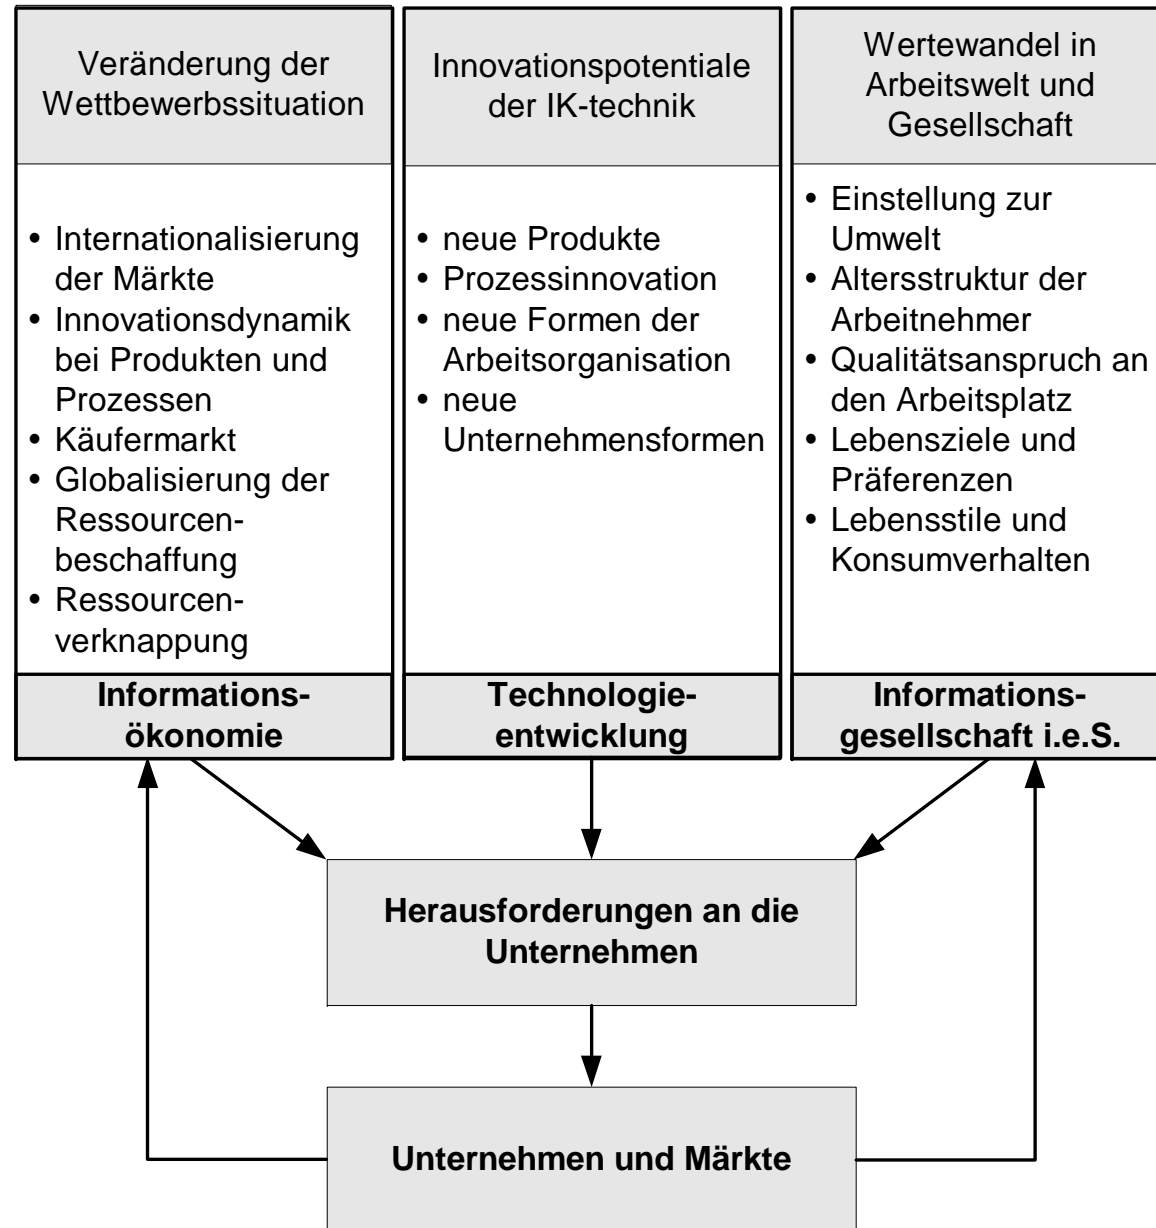 Veränderung der
Wettbewerbssituation
• Internationalisierung
der Märkte
• Innovationsdynamik
bei Produkten und
Prozessen
• Käufermarkt
• Globalisierung der
Ressourcen-
beschaffung
• Ressourcen-
verknappung
Informations-
ökonomie
Innovationspotentiale
der IK-technik
• neue Produkte
• Prozessinnovation
• neue Formen der
Arbeitsorganisation
• neue
Unternehmensformen
Technologie-
entwicklung
Wertewandel in
Arbeitswelt und
Gesellschaft
• Einstellung zur
Umwelt
• Altersstruktur der
Arbeitnehmer
• Qualitätsanspruch an
den Arbeitsplatz
• Lebensziele und
Präferenzen
• Lebensstile und
Konsumverhalten
Informations-
gesellschaft i.e.S.
Herausforderungen an die
Unternehmen
Unternehmen und Märkte